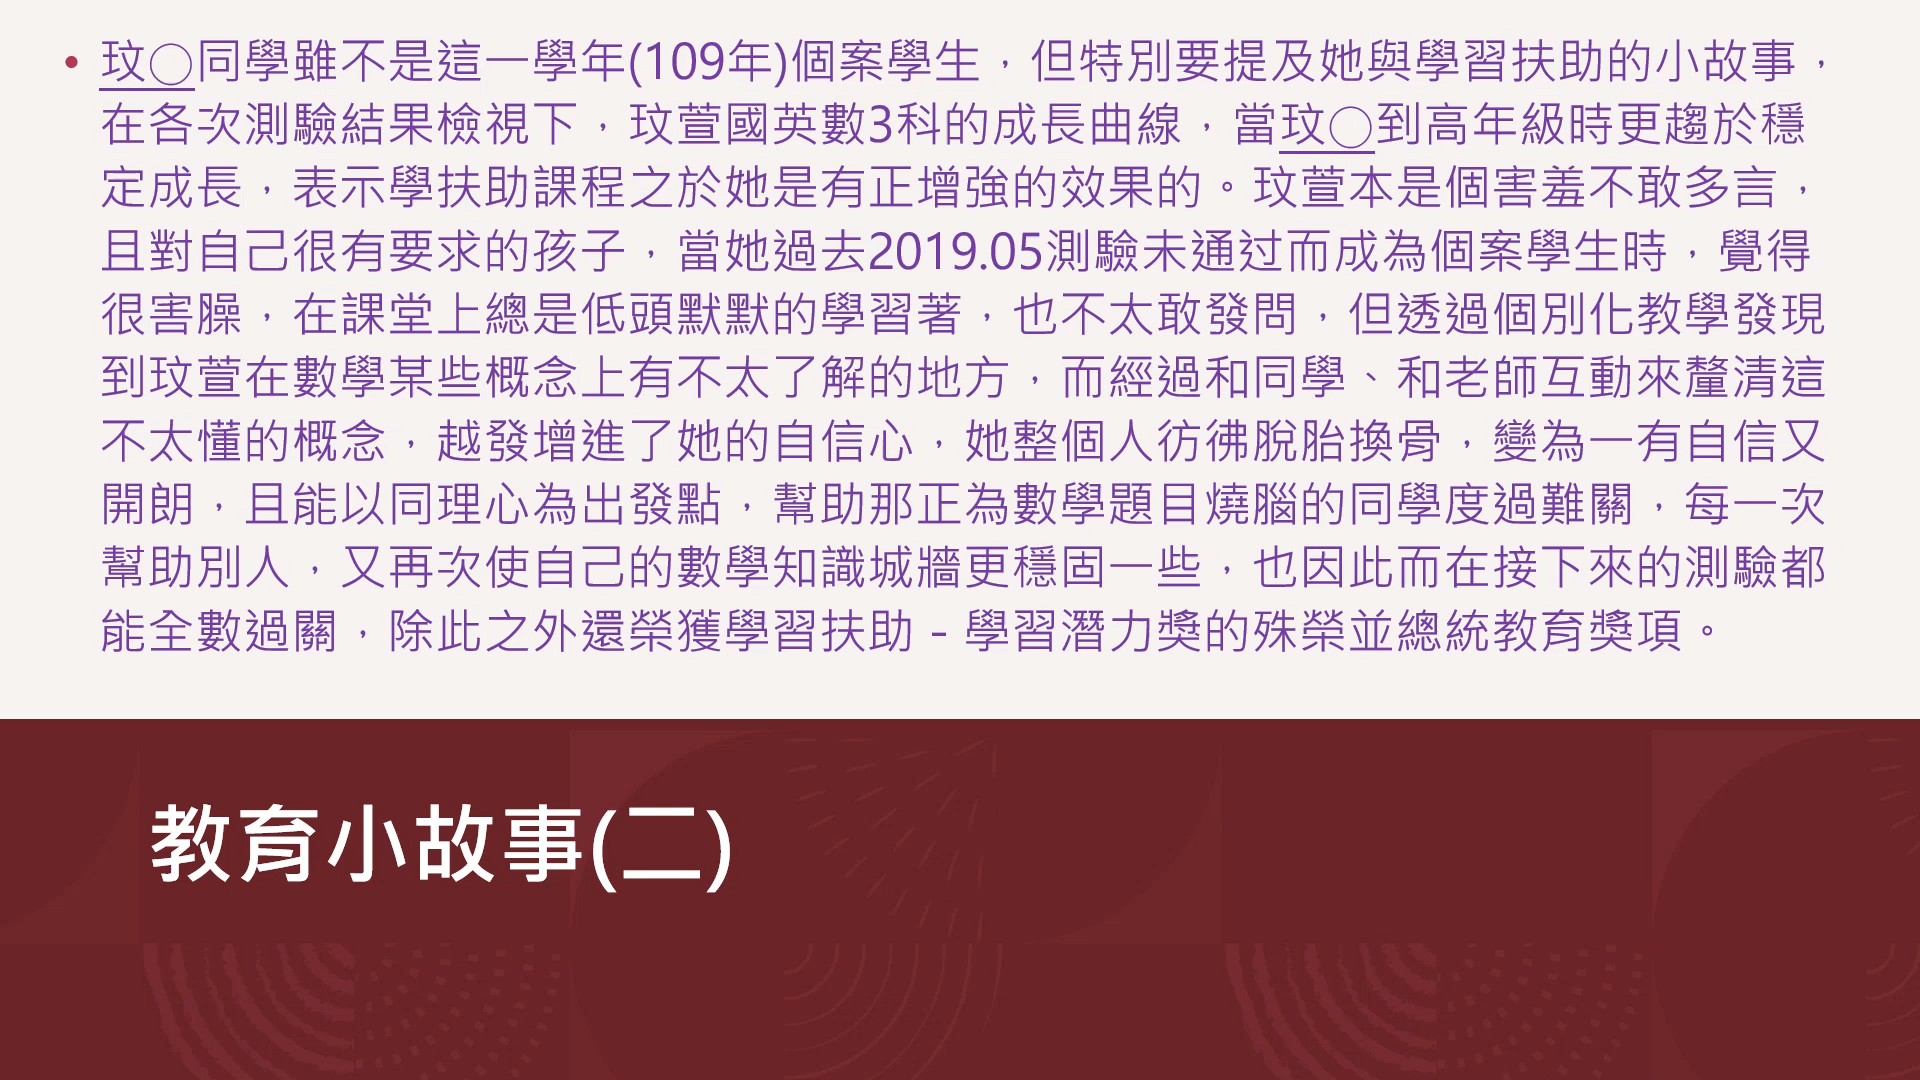 • 玟◯同學雖不是這一學年(109年)個案學生，但特別要提及她與學習扶助的小故事，
在各次測驗結果檢視下，玟萱國英數3科的成長曲線，當玟◯到高年級時更趨於穩
定成長，表示學扶助課程之於她是有正增強的效果的。玟萱本是個害羞不敢多言，
且對自己很有要求的孩子，當她過去2019.05測驗未通过而成為個案學生時，覺得
很害臊，在課堂上總是低頭默默的學習著，也不太敢發問，但透過個別化教學發現
到玟萱在數學某些概念上有不太了解的地方，而經過和同學、和老師互動來釐清這
不太懂的概念，越發增進了她的自信心，她整個人彷彿脫胎換骨，變為一有自信又
開朗，且能以同理心為出發點，幫助那正為數學題目燒腦的同學度過難關，每一次
幫助別人，又再次使自己的數學知識城牆更穩固一些，也因此而在接下來的測驗都
能全數過關，除此之外還榮獲學習扶助－學習潛力獎的殊榮並總統教育獎項。
教育小故事(二)